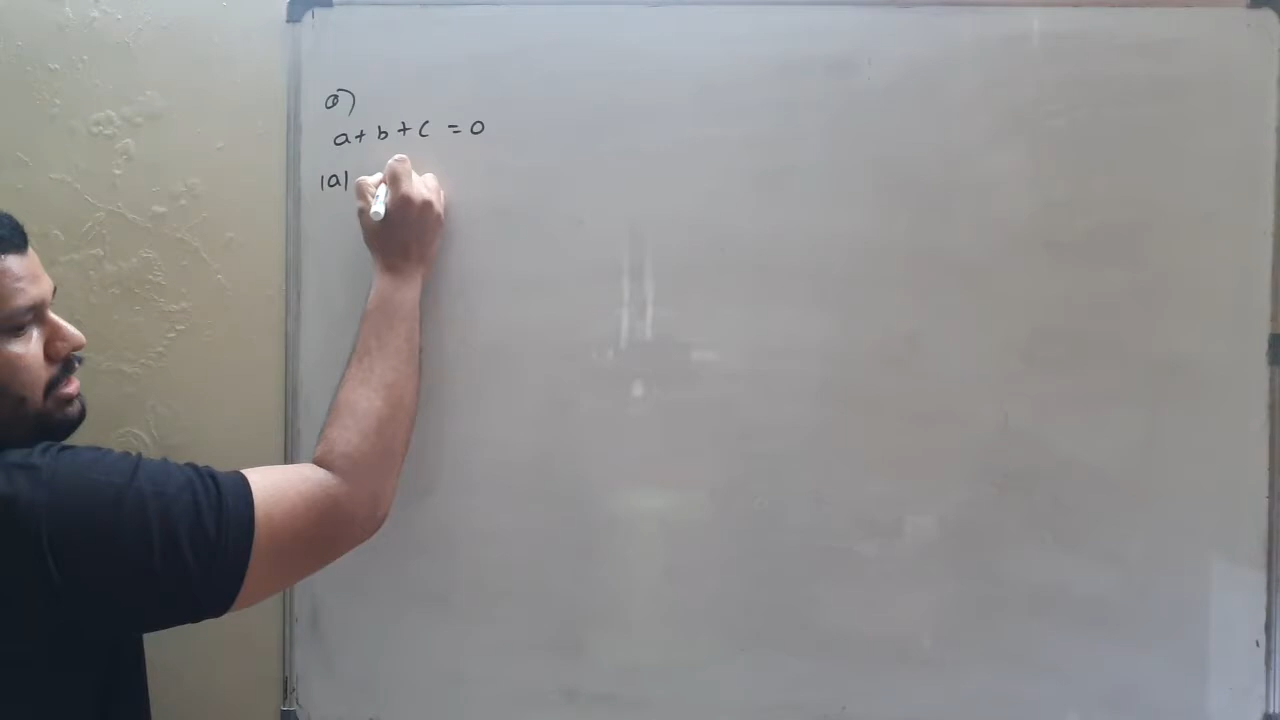 a)
a + b + c = 0
|a|